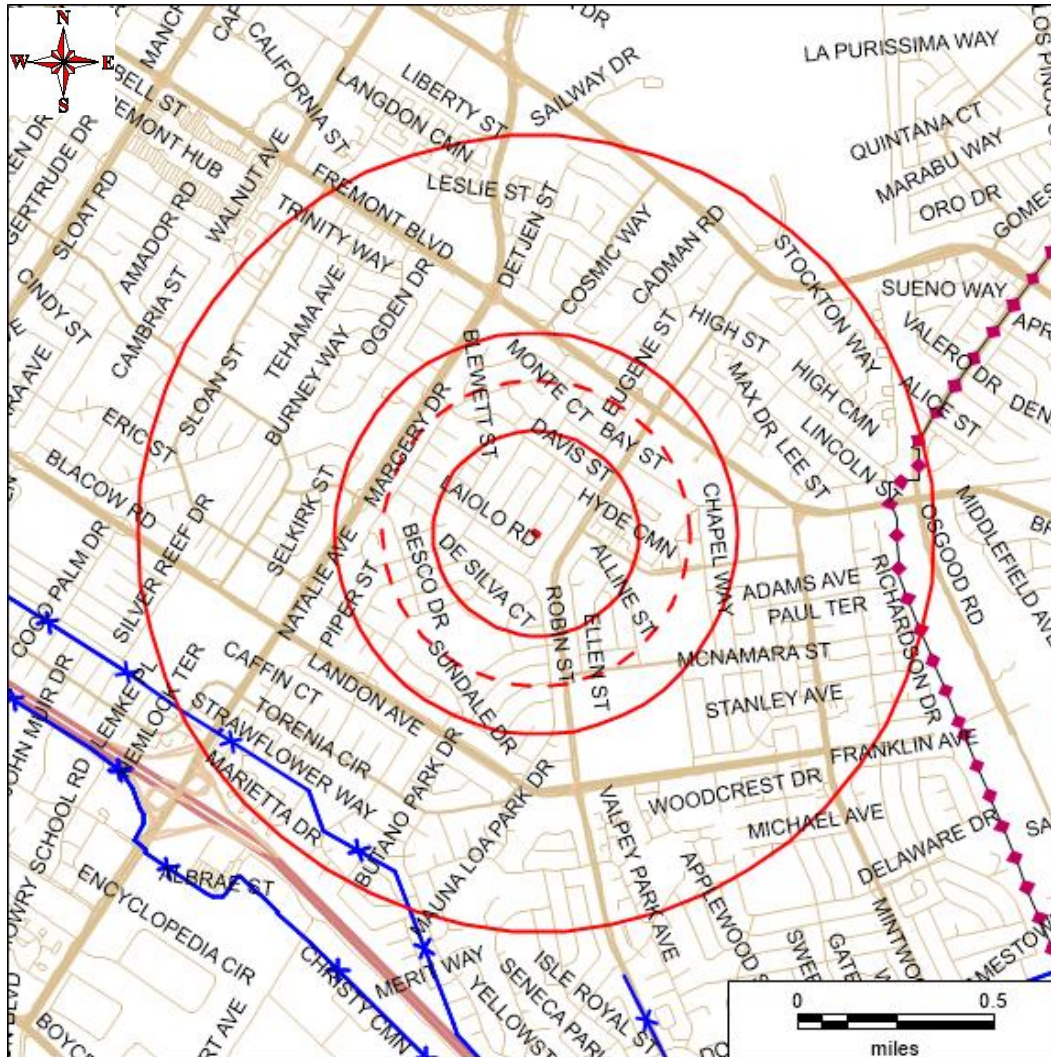 N
W E
S
LA PURISSIMA WAY
LIBERTY ST
LANGDON CMN
CALIFORNIA ST
SAILWAY DR
QUINTANA CT
MARABU WAY
ORO DR
BELL ST
FREMONT HUB
GERTRUDE DR
SLOAT RD
AMADOR RD
WALNUT AVE
FREMONT BLVD
TRINITY WAY
LESLIE ST
DETJEN ST
COSMIC WAY
CADMAN RD
STOCKTON WAY
SUENO WAY
VALERO DR
CINDY ST
CAMBRIA ST
TEHAMA AVE
OGDEN DR
BURNEY WAY
SLOAN ST
BLEWETT ST
MONTE CT
BAY ST
EUGENE ST
HIGH ST
HIGH CMN
MAX DR
LEE ST
LINCOLN ST
ALICE ST
ERIC ST
BLACOW RD
SELKIRK ST
MARGERY DR
DAVIS ST
LAIOLO RD
HYDE CMN
CHAPEL WAY
OSGOOD RD
MIDDLEFIELD AVE
COCO PALM DR
SILVER REEF DR
NATALIE AVE
PIPER ST
BESCO DR
DE SILVA CT
ROBIN ST
ELLEN ST
ALLINE ST
ADAMS AVE
PAUL TER
RICHARDSON DR
MCNAMARA ST
STANLEY AVE
JOHN MUIR DR
LEMKE PL
HEMLOCK TER
CAFFIN CT
TORENIA CIR
STRAWFLOWER WAY
LANDON AVE
SUNDALE DR
FRANKLIN AVE
WOODCREST DR
MICHAEL AVE
DELAWARE DR
MARIETTA DR
BUTANO PARK DR
MAUNA LOA PARK DR
VALPEY PARK AVE
LOWRY SCHOOL RD
ALBRAE ST
ENCYCLOPEDIA CIR
CHRISTY CMN
MERIT WAY
ISLE ROYAL ST
0 0.5
miles